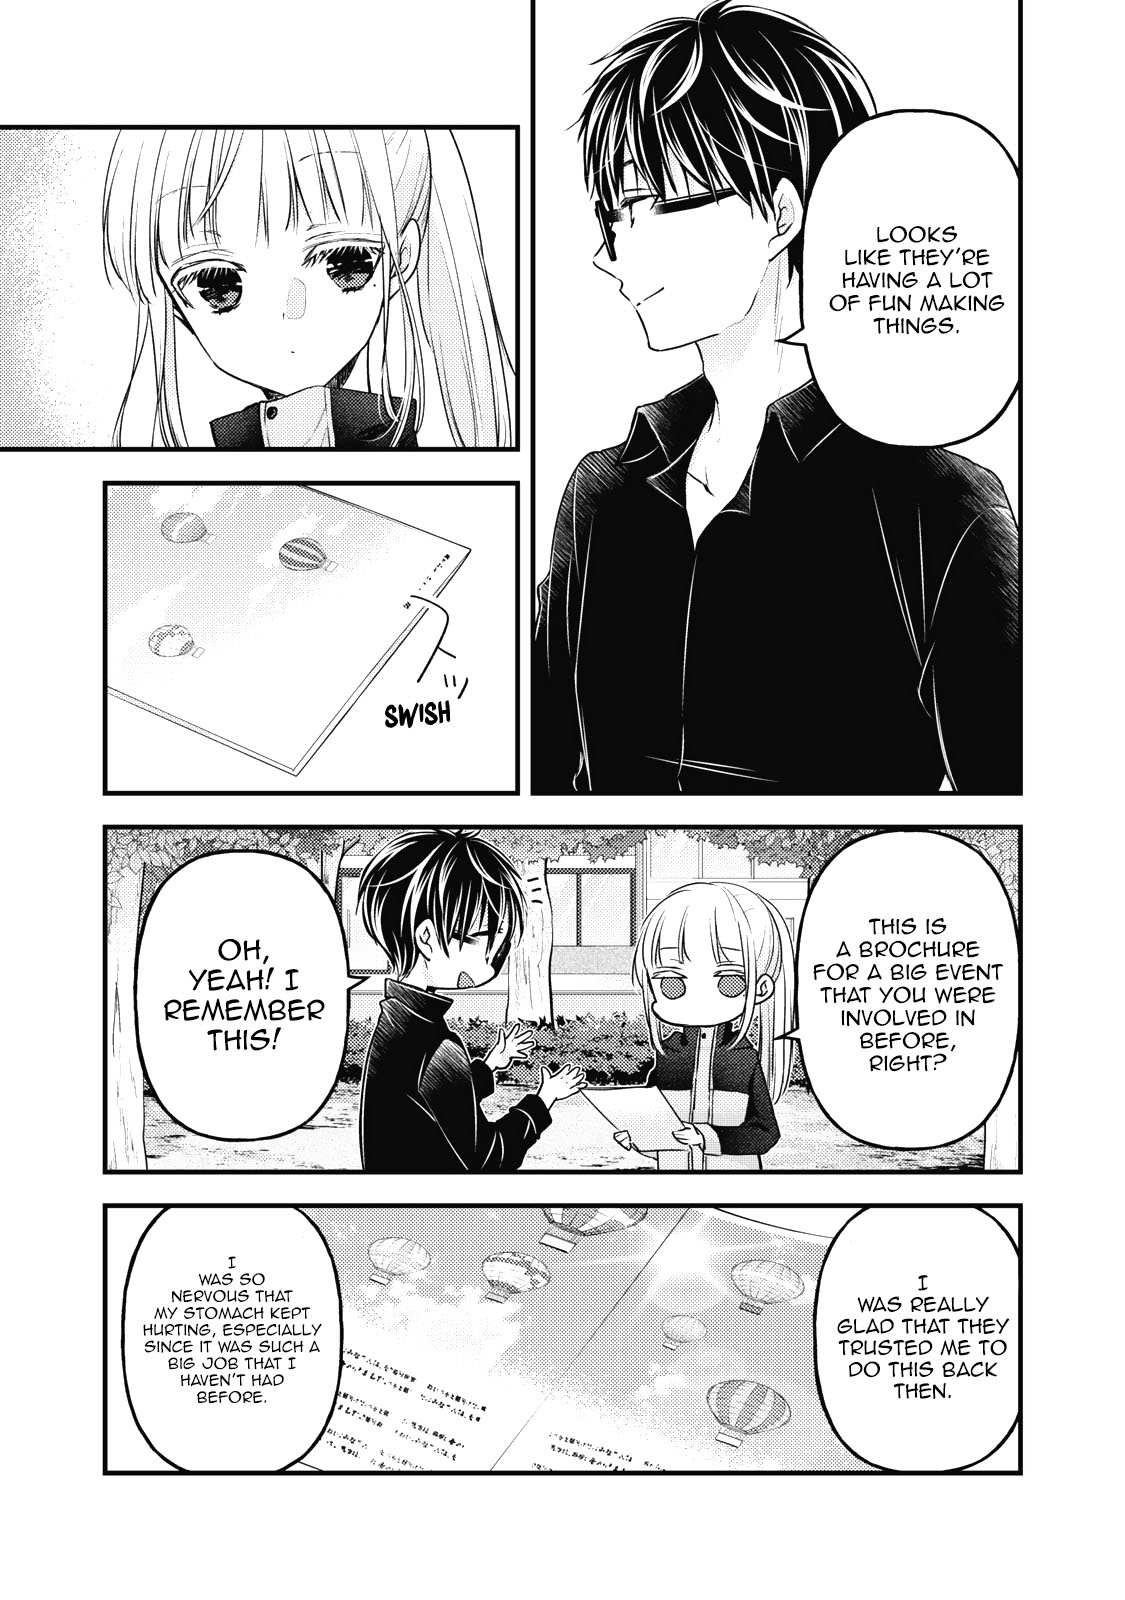 LOOKS
LIKE THEY'RE
HAVING A LOT
OF FUN MAKING
THINGS.
SWISH
THIS IS
A BROCHURE
FOR A BIG EVENT
THAT YOU WERE
INVOLVED IN
BEFORE,
RIGHT?
OH,
YEAH! I
REMEMBER
THIS!
I
WAS REALLY
GLAD THAT THEY
TRUSTED ME TO
DO THIS BACK
THEN.
I
WAS SO
NERVOUS THAT
MY STOMACH KEPT
HURTING, ESPECIALLY
SINCE IT WAS SUCH A
BIG JOB THAT I
HAVEN'T HAD
BEFORE.